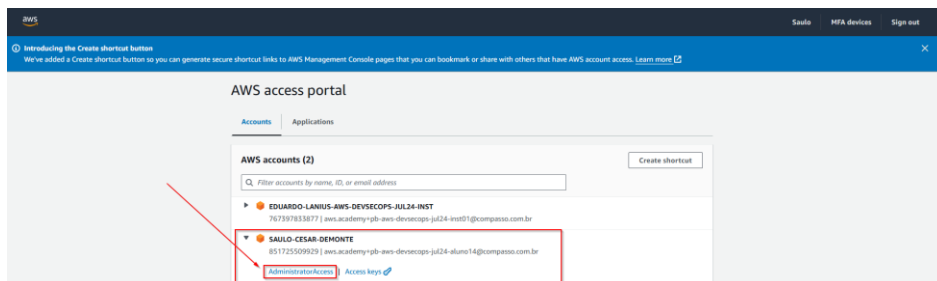 aws
Saulo MFA devices Sign out
Introducing the Create shortcut button
We've added a Create shortcut button so you can generate secure shortcut links to AWS Management Console pages that you can bookmark or share with others that have AWS account access. Learn more
AWS access portal
Accounts Applications
AWS accounts (2)
Create shortcut
Filter accounts by name, ID, or email address
EDUARDO-LANIUS-AWS-DEVSECOPS-JUL24-INST
767397833877 | aws.academy+pb-aws-devsecops-jul24-inst01@compasso.com.br
SAULO-CESAR-DEMONTE
851725509929 | aws.academy+pb-aws-devsecops-jul24-aluno14@compasso.com.br
AdministratorAccess | Access keys